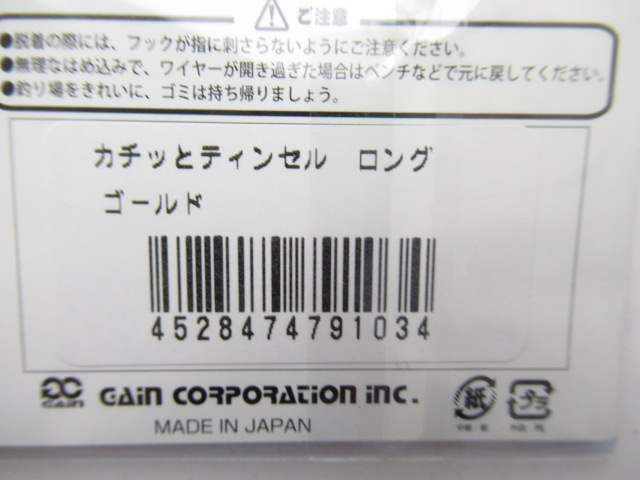 ご注意
●脱着の際には、フックが指に刺さらないようにご注意ください。
●無理なはめ込みで、ワイヤーが開き過ぎた場合はペンチなどで元に戻してください。
●釣り場をきれいに、ゴミは持ち帰りましょう。
カチッとティンセル ロング
ゴールド
4528474791034
GAIN GAIN CORPORATION INC.
紙 プラ
MADE IN JAPAN